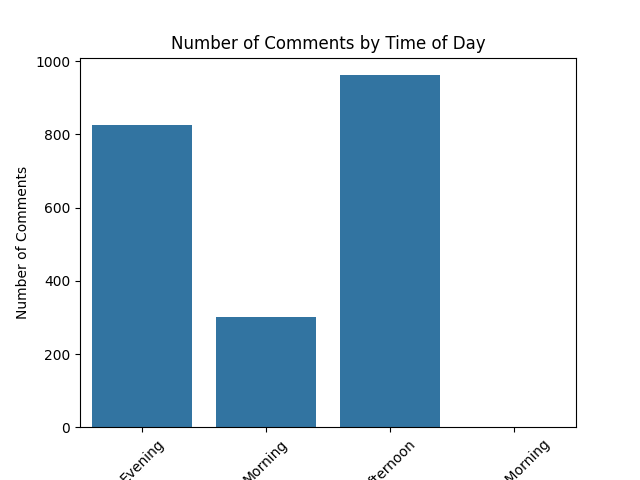 Number of Comments by Time of Day
Number of Comments
1000
800
600
400
200
0
Evening
Morning
fternoon
Morning